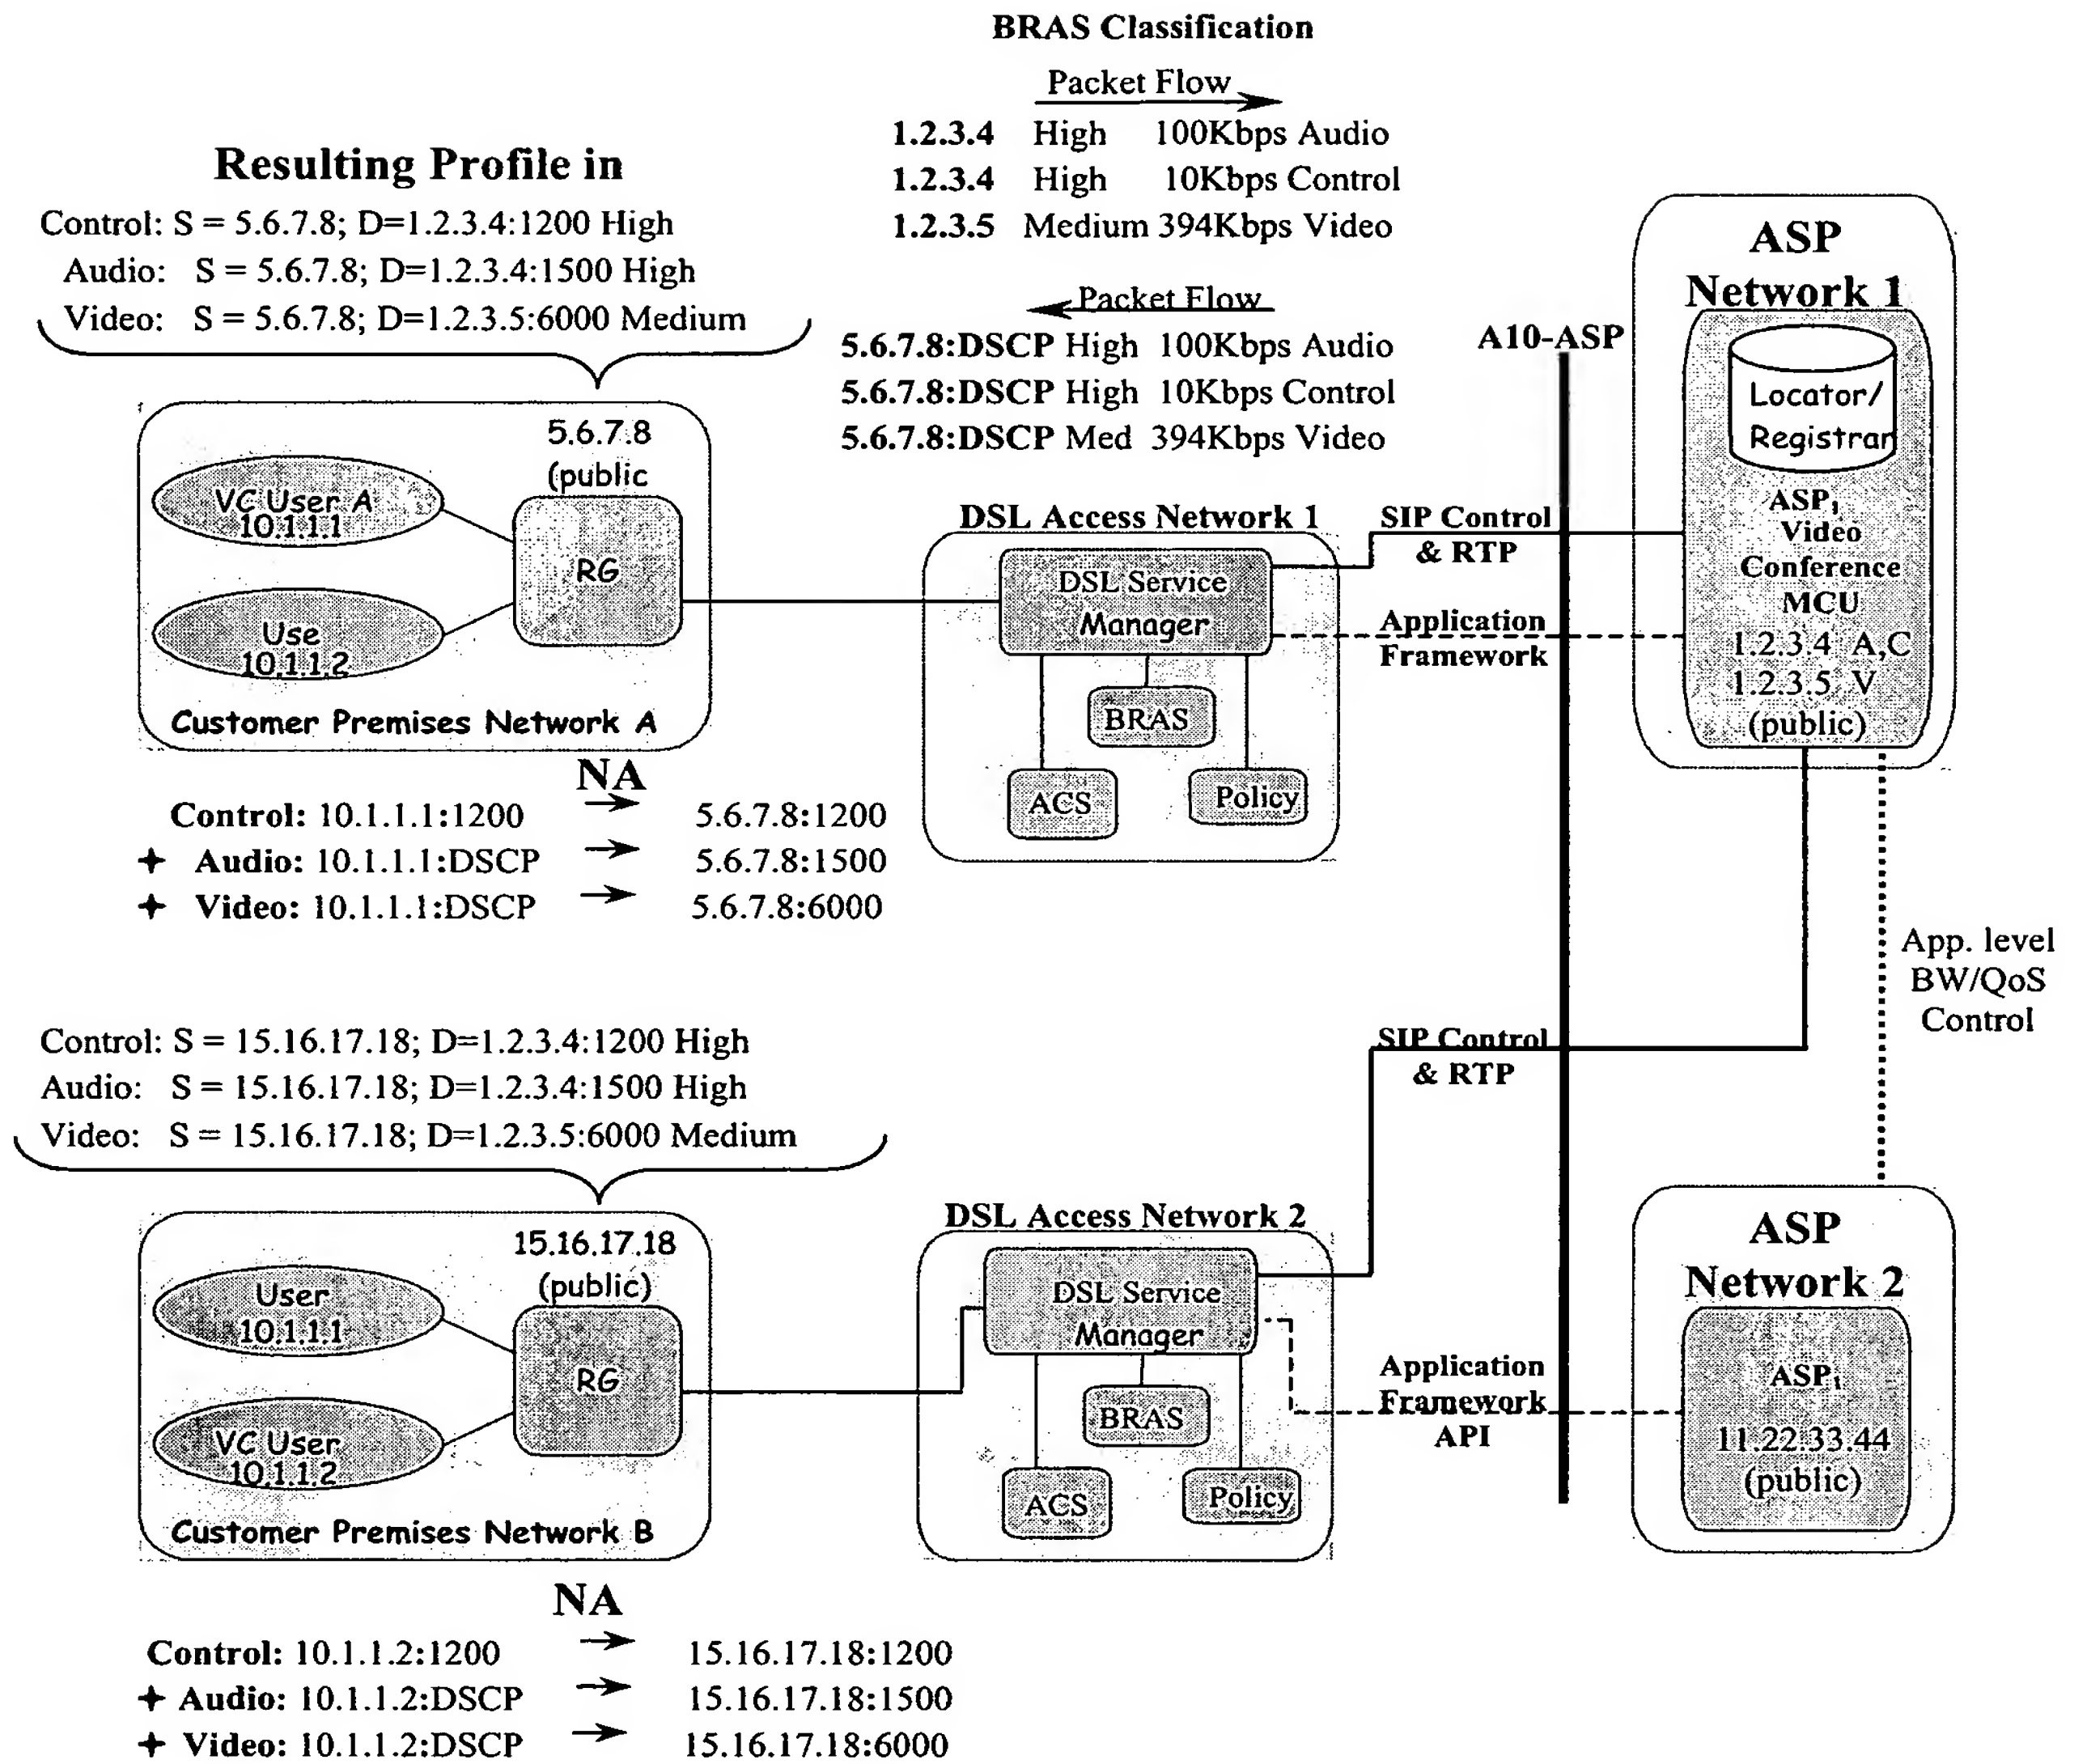 BRAS Classification
Packet Flow
1.2.3.4 High 100Kbps Audio
1.2.3.4 High 10Kbps Control
1.2.3.5 Medium 394Kbps Video
Packet Flow
5.6.7.8:DSCP High 100Kbps Audio
5.6.7.8:DSCP High 10Kbps Control
5.6.7.8:DSCP Med 394Kbps Video
Resulting Profile in
Control: S = 5.6.7.8; D=1.2.3.4:1200 High
Audio: S = 5.6.7.8; D=1.2.3.4:1500 High
Video: S = 5.6.7.8; D=1.2.3.5:6000 Medium
5.6.7.8
(public
VC User A
10.1.1.1
RG
Use
10.1.1.2
Customer Premises Network A
NA
Control: 10.1.1.1:1200 → 5.6.7.8:1200
✦ Audio: 10.1.1.1:DSCP → 5.6.7.8:1500
✦ Video: 10.1.1.1:DSCP → 5.6.7.8:6000
DSL Access Network 1
DSL Service
Manager
BRAS
ACS
Policy
SIP Control
& RTP
Application
Framework
A10-ASP
ASP
Network 1
Locator/
Registrar
ASP₁
Video
Conference
MCU
1.2.3.4 A,C
1.2.3.5 V
(public)
App. level
BW/QoS
Control
Control: S = 15.16.17.18; D=1.2.3.4:1200 High
Audio: S = 15.16.17.18; D=1.2.3.4:1500 High
Video: S = 15.16.17.18; D=1.2.3.5:6000 Medium
15.16.17.18
(public)
User
10.1.1.1
RG
VC User
10.1.1.2
Customer Premises Network B
NA
Control: 10.1.1.2:1200 → 15.16.17.18:1200
✦ Audio: 10.1.1.2:DSCP → 15.16.17.18:1500
✦ Video: 10.1.1.2:DSCP → 15.16.17.18:6000
DSL Access Network 2
DSL Service
Manager
BRAS
ACS
Policy
SIP Control
& RTP
Application
Framework
API
ASP
Network 2
ASP₁
11.22.33.44
(public)